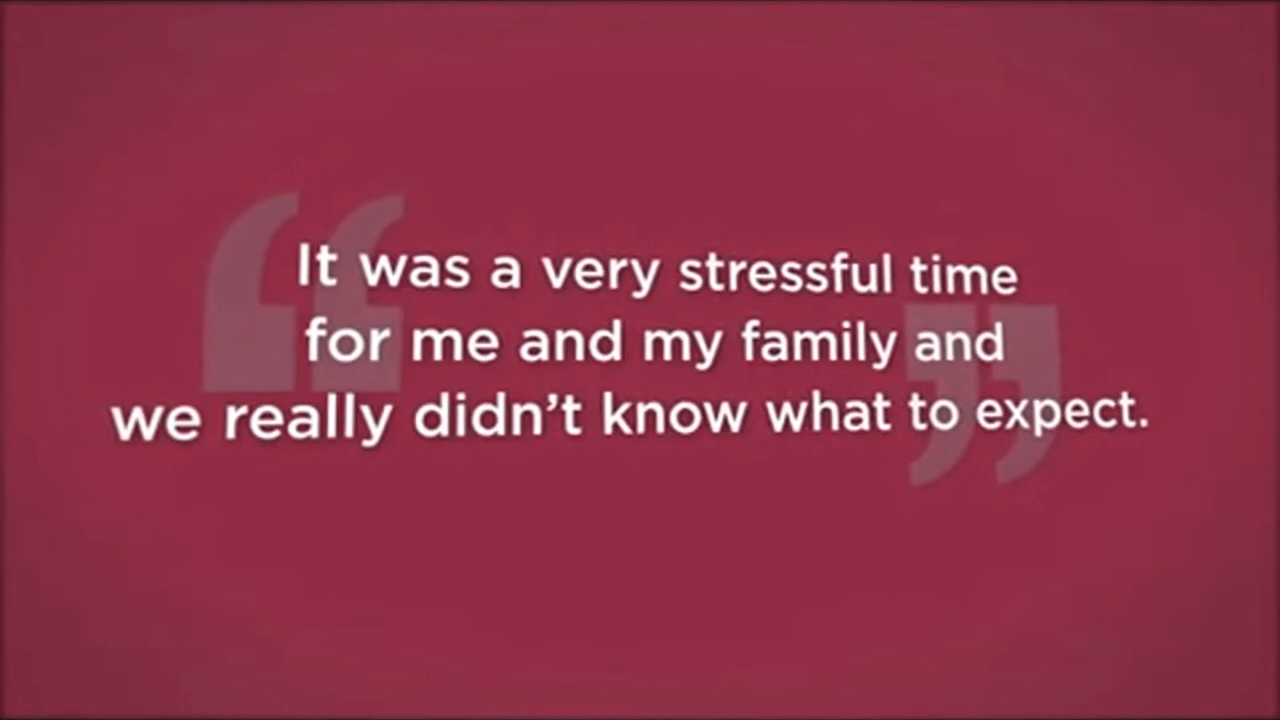 It was a very stressful time
for me and my family and
we really didn’t know what to expect.